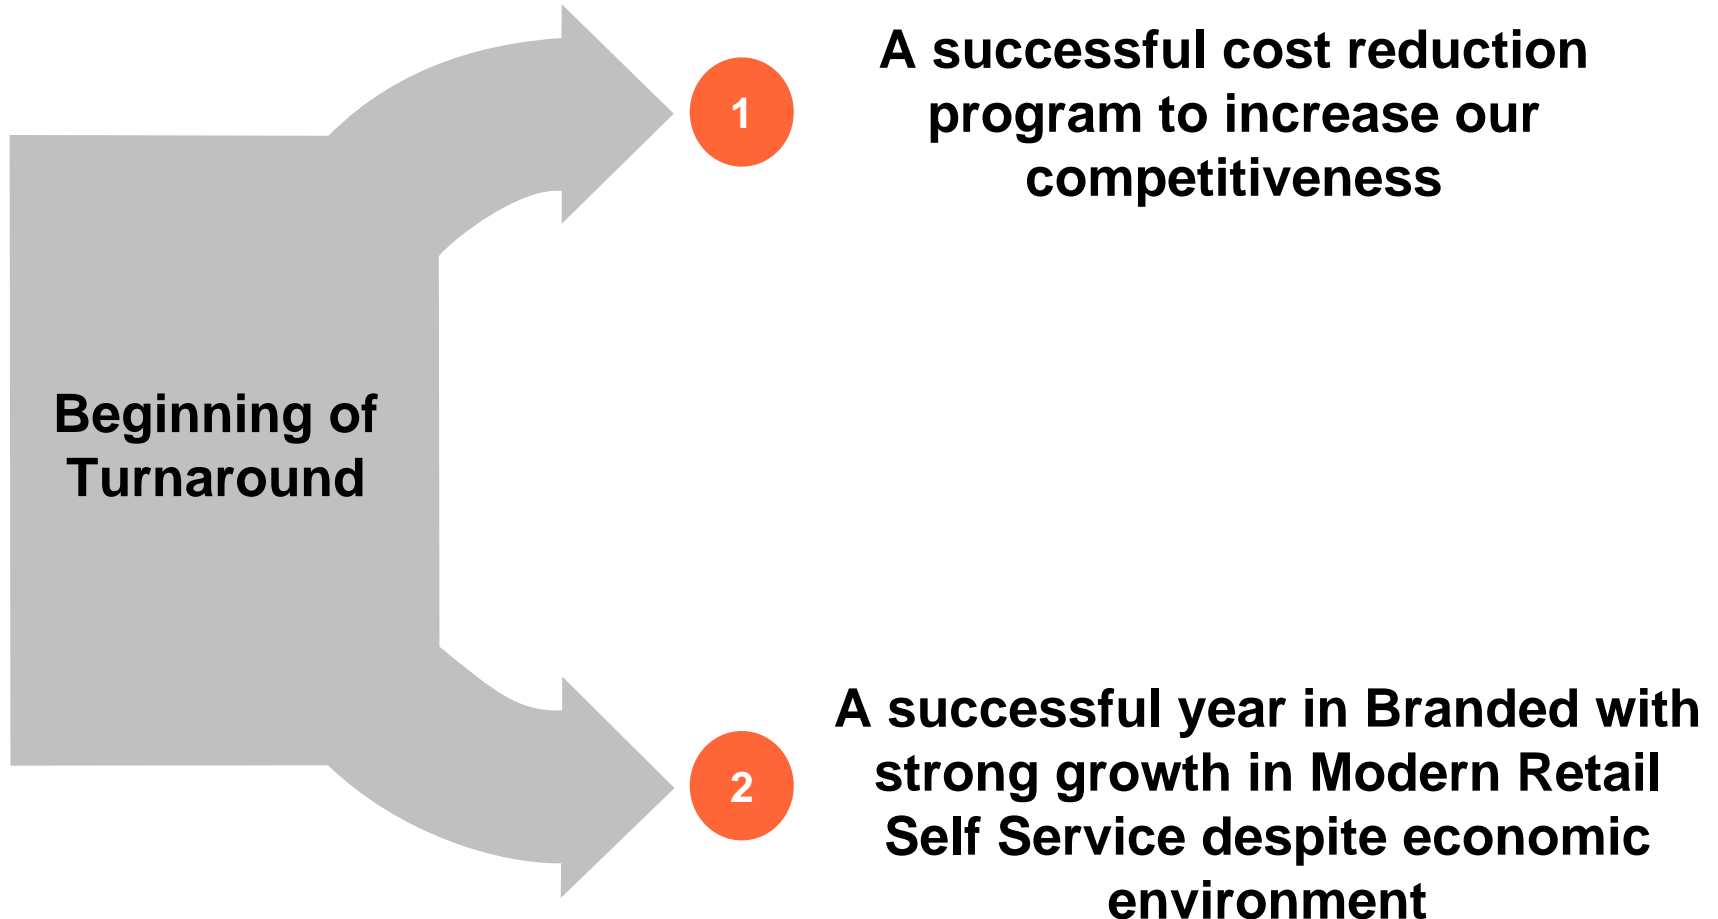 Beginning of
Turnaround
1
A successful cost reduction
program to increase our
competitiveness
2
A successful year in Branded with
strong growth in Modern Retail
Self Service despite economic
environment